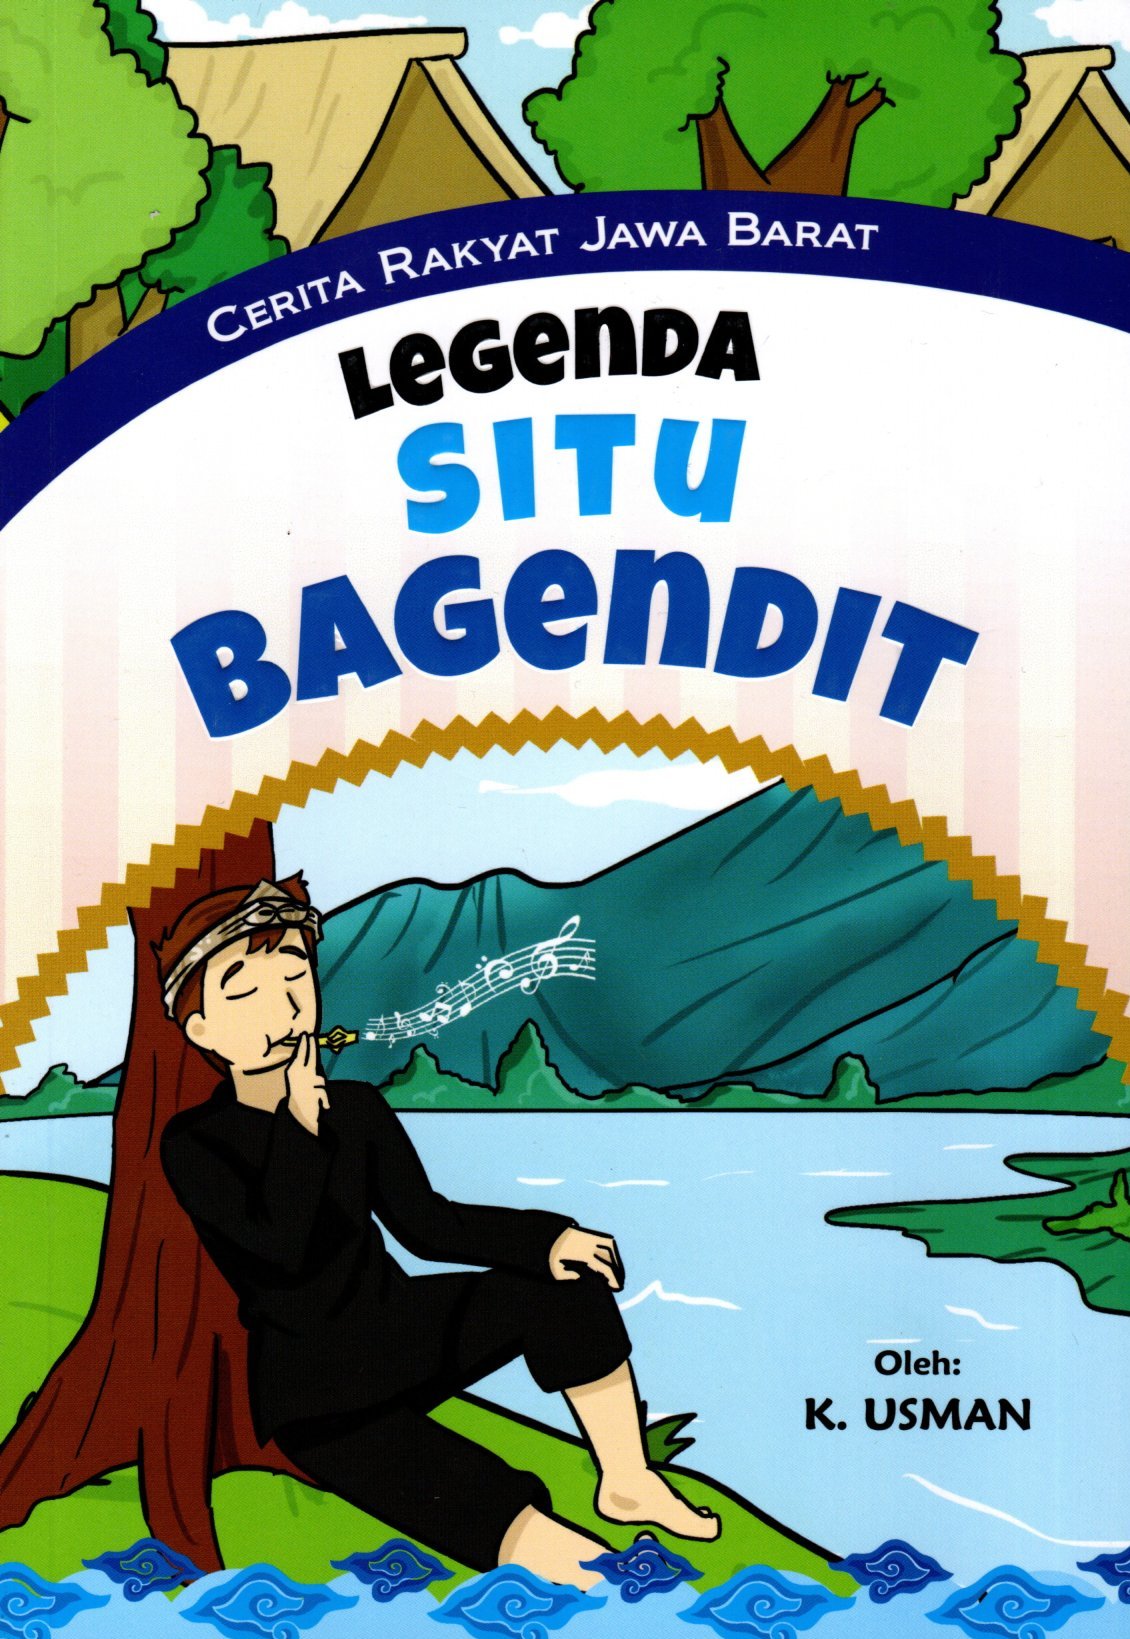 Cerita Rakyat Jawa Barat
Legenda
Situ
Bagendit
Oleh:
K. USMAN